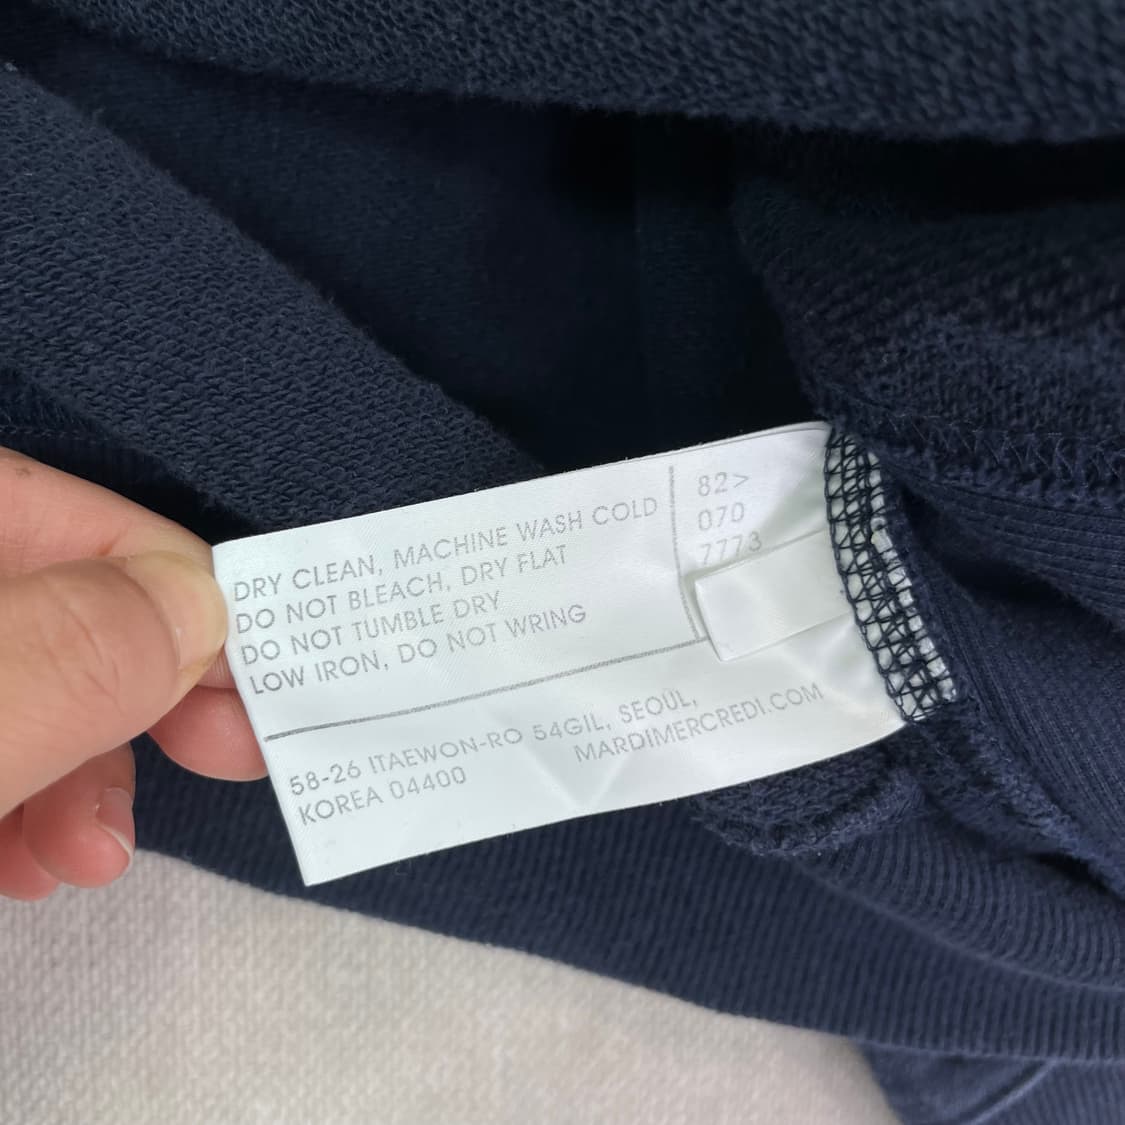 DRY CLEAN, MACHINE WASH COLD
DO NOT BLEACH, DRY FLAT
DO NOT TUMBLE DRY
LOW IRON, DO NOT WRING
82>
070
7773
58-26 ITAEWON-RO 54GIL, SEOUL,
KOREA 04400
MARDIMERCREDI.COM